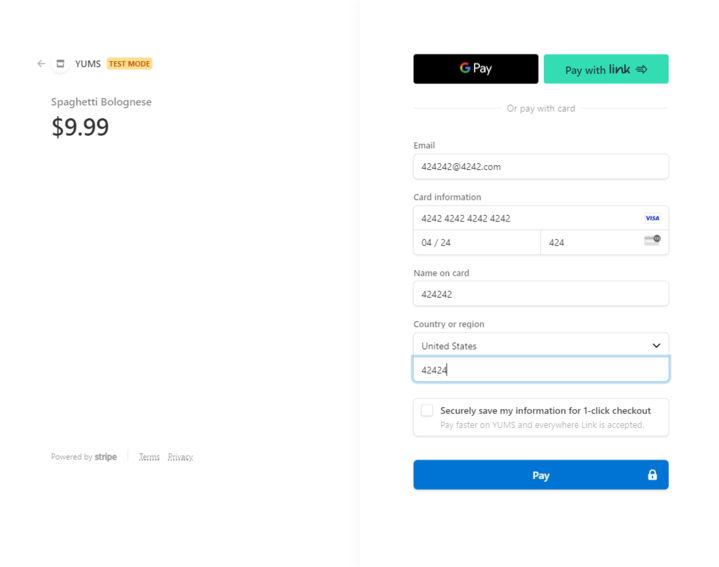 YUMS TEST MODE
Spaghetti Bolognese
$9.99
Powered by stripe Terms Privacy
G Pay
Pay with link
Or pay with card
Email
424242@4242.com
Card information
4242 4242 4242 4242 VISA
04 / 24 424
Name on card
424242
Country or region
United States
42424
Securely save my information for 1-click checkout
Pay faster on YUMS and everywhere Link is accepted.
Pay